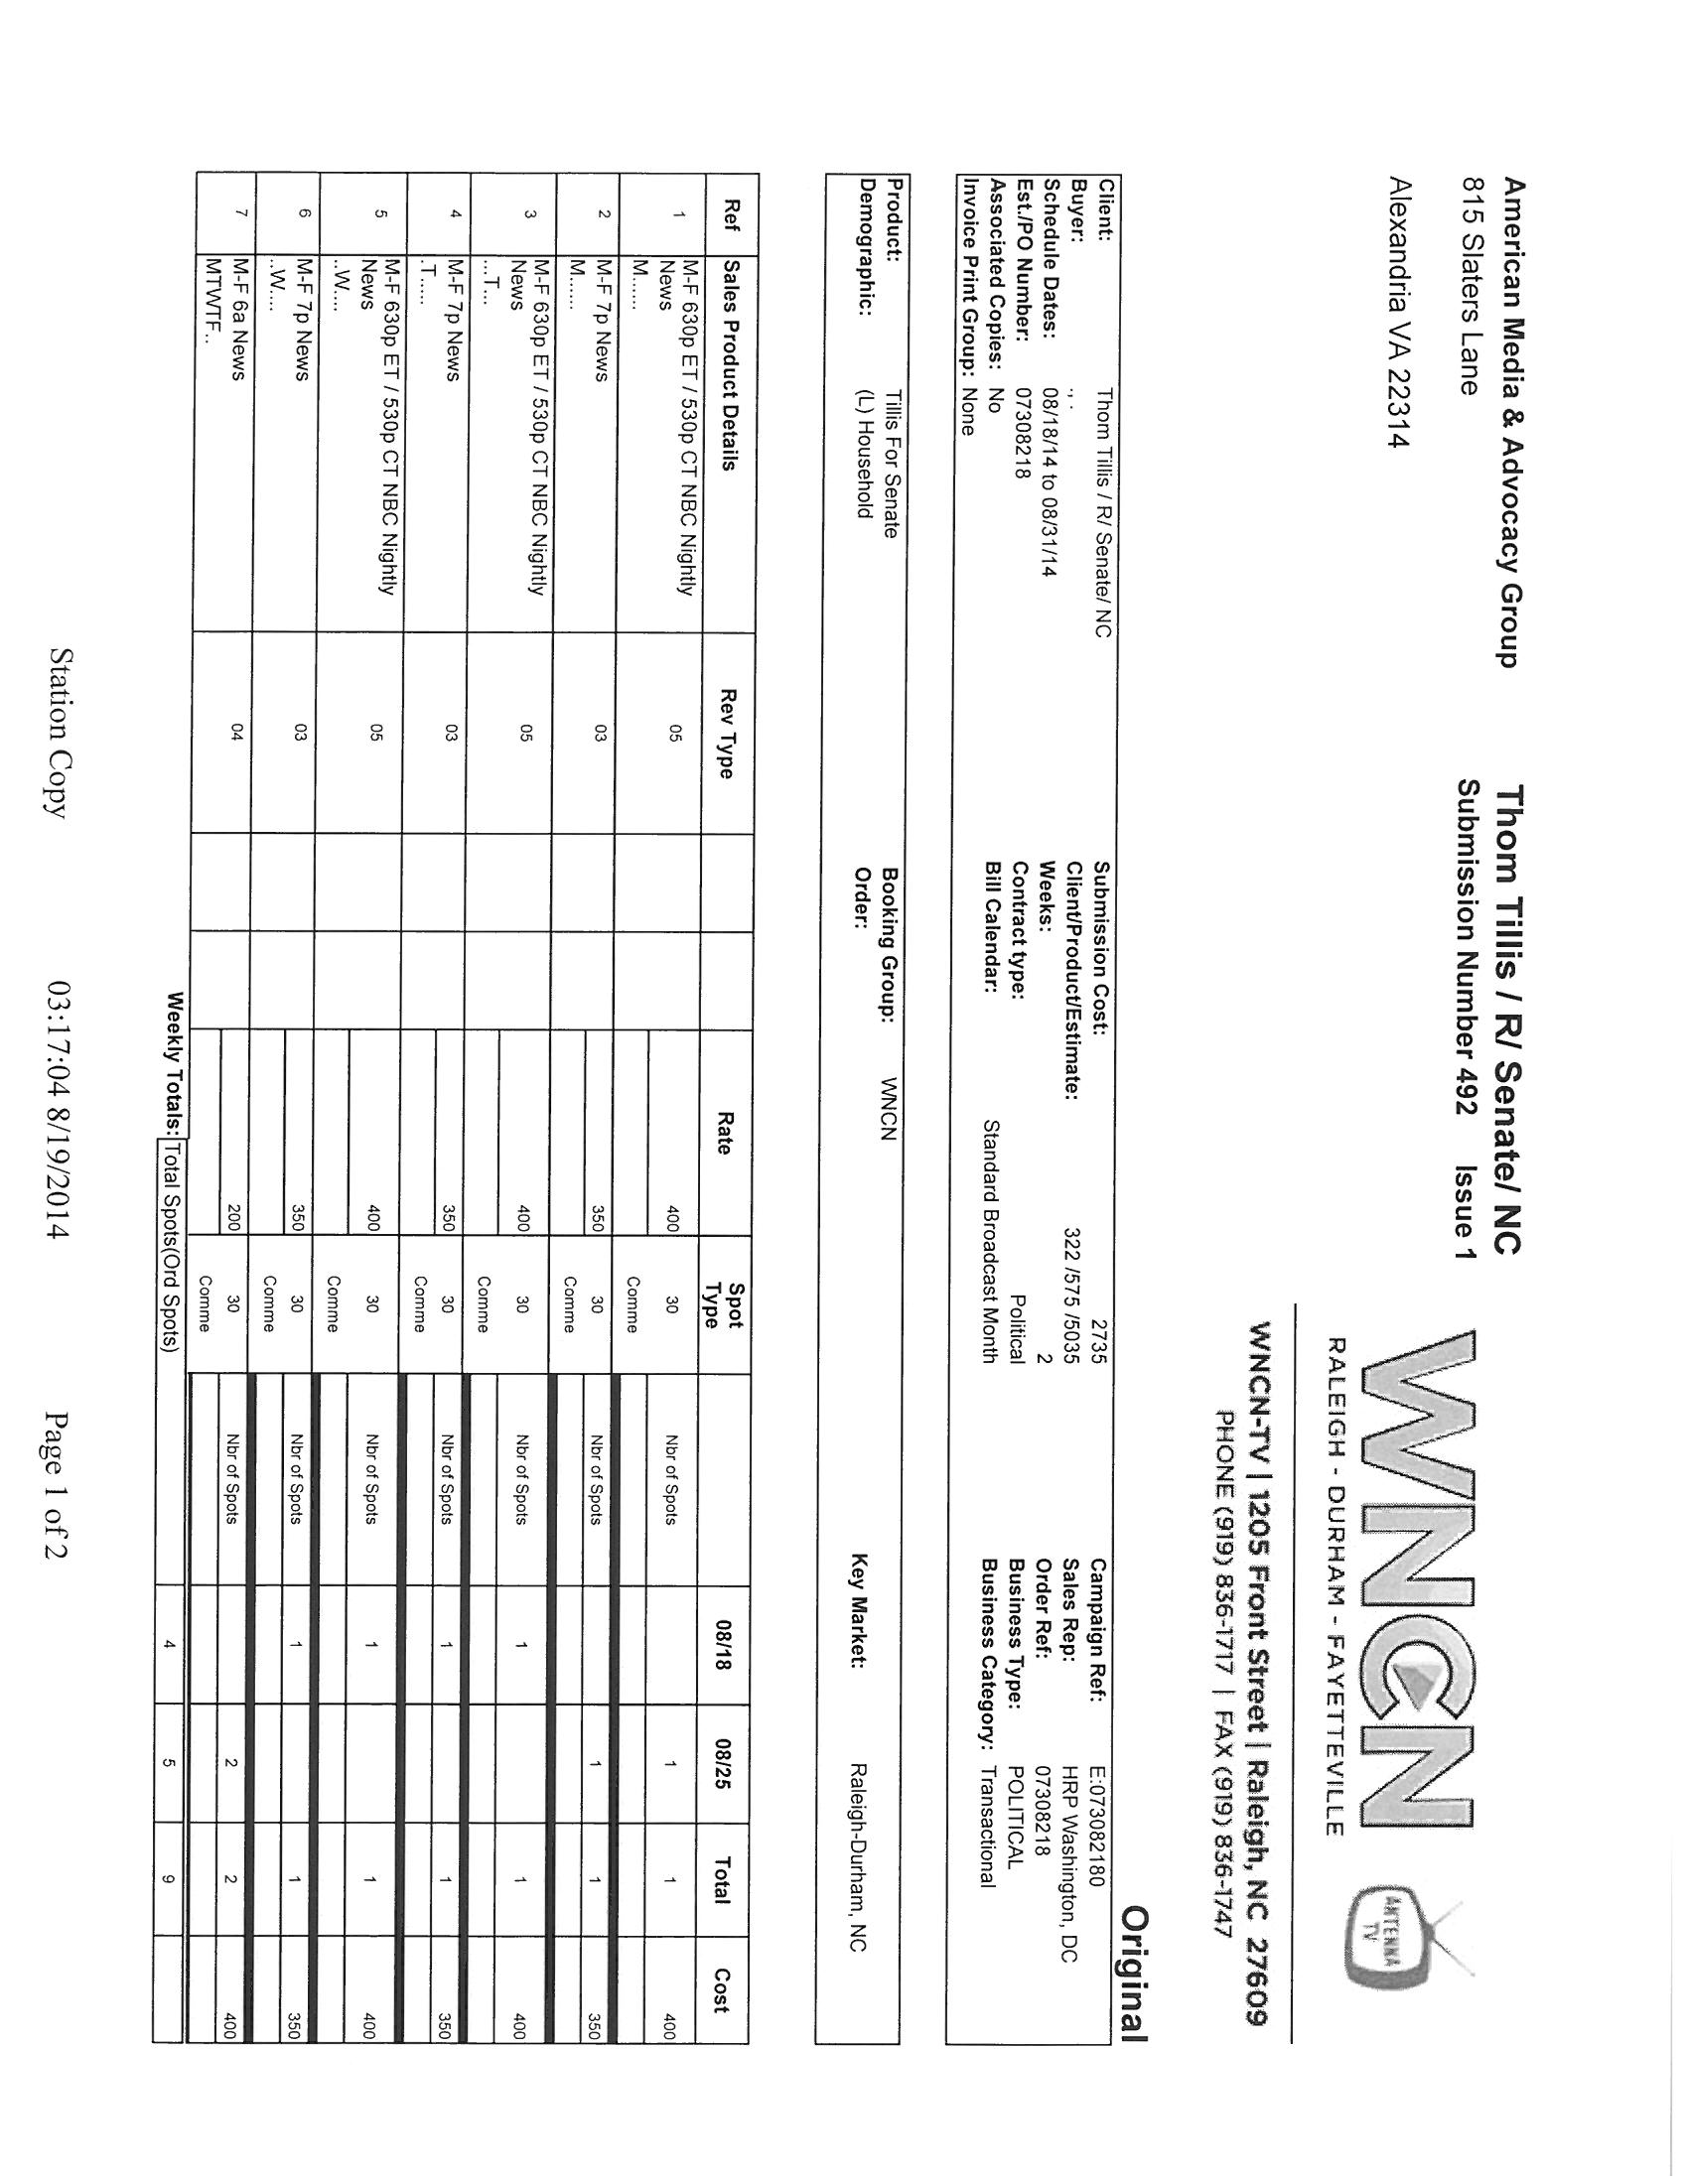 American Media & Advocacy Group
815 Slaters Lane
Alexandria VA 22314
Thom Tillis / R/ Senate/ NC
Submission Number 492 Issue 1
WNCN
RALEIGH - DURHAM - FAYETTEVILLE
ANTENNA
TV
WNCN-TV | 1205 Front Street | Raleigh, NC 27609
PHONE (919) 836-1717 | FAX (919) 836-1747
Original
Client: Thom Tillis / R/ Senate/ NC Submission Cost: 2735 Campaign Ref: E:073082180
Buyer: ., . Client/Product/Estimate: 322 /575 /5035 Sales Rep: HRP Washington, DC
Schedule Dates: 08/18/14 to 08/31/14 Weeks: 2 Order Ref: 07308218
Est./PO Number: 07308218 Contract type: Political Business Type: POLITICAL
Associated Copies: No Bill Calendar: Standard Broadcast Month Business Category: Transactional
Invoice Print Group: None
Product: Tillis For Senate Booking Group: WNCN
Demographic: (L) Household Order: Key Market: Raleigh-Durham, NC
Ref Sales Product Details Rev Type Rate Spot Type 08/18 08/25 Total Cost
1 M-F 630p ET / 530p CT NBC Nightly 05 400 30 Nbr of Spots 1 1 400
News
M...... Comme
2 M-F 7p News 03 350 30 Nbr of Spots 1 1 350
M...... Comme
3 M-F 630p ET / 530p CT NBC Nightly 05 400 30 Nbr of Spots 1 1 400
News
...T... Comme
4 M-F 7p News 03 350 30 Nbr of Spots 1 1 350
.T..... Comme
5 M-F 630p ET / 530p CT NBC Nightly 05 400 30 Nbr of Spots 1 1 400
News
..W.... Comme
6 M-F 7p News 03 350 30 Nbr of Spots 1 1 350
..W.... Comme
7 M-F 6a News 04 200 30 Nbr of Spots 2 2 400
MTWTF.. Comme
Weekly Totals: Total Spots(Ord Spots) 4 5 9
Station Copy 03:17:04 8/19/2014 Page 1 of 2